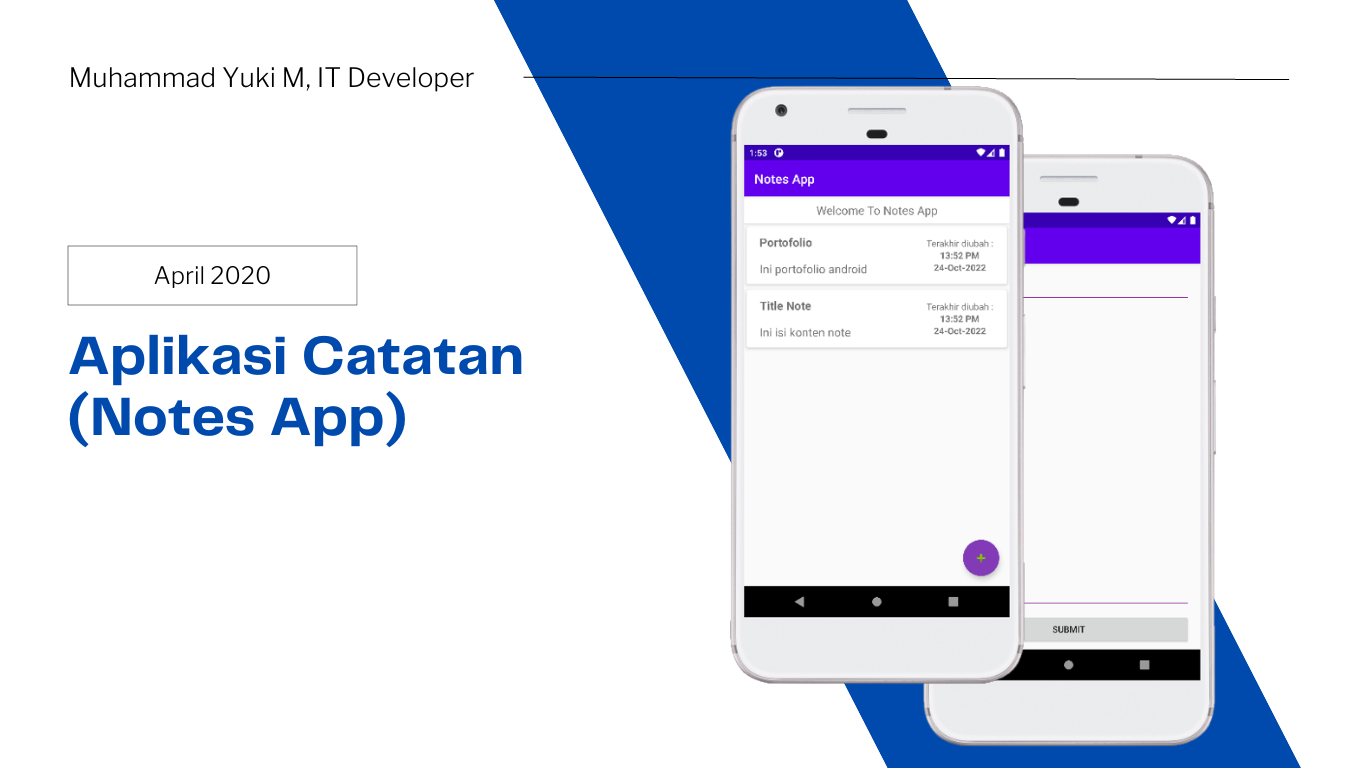 Muhammad Yuki M, IT Developer
April 2020
Aplikasi Catatan
(Notes App)
1:53
Notes App
Welcome To Notes App
Portofolio
Ini portofolio android
Terakhir diubah :
13:52 PM
24-Oct-2022
Title Note
Ini isi konten note
Terakhir diubah :
13:52 PM
24-Oct-2022
+
SUBMIT